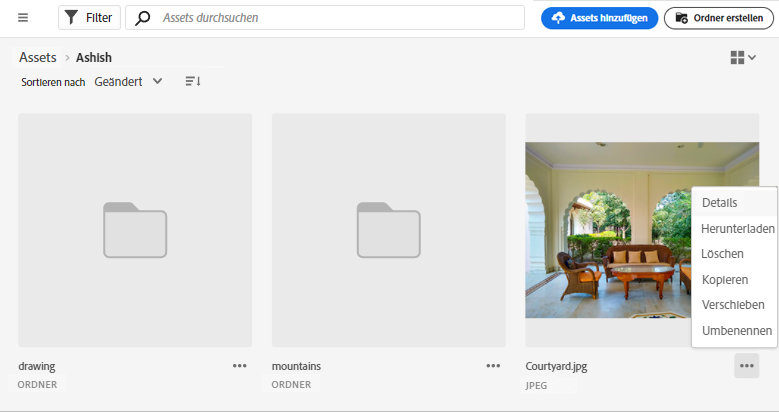 Filter
Assets durchsuchen
Assets hinzufügen
Ordner erstellen
Assets > Ashish
Sortieren nach Geändert
Details
Herunterladen
Löschen
Kopieren
Verschieben
Umbenennen
drawing
ORDNER
mountains
ORDNER
Courtyard.jpg
JPEG